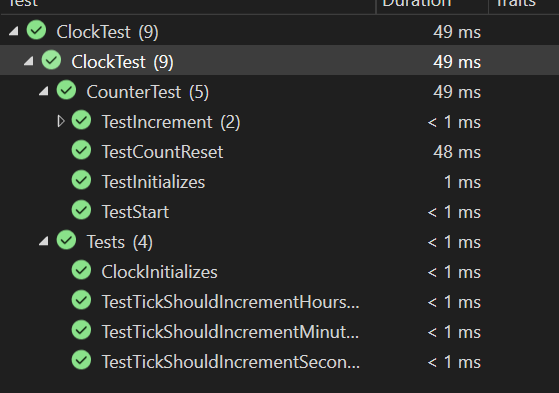 Test Duration Traits
ClockTest (9) 49 ms
ClockTest (9) 49 ms
CounterTest (5) 49 ms
TestIncrement (2) < 1 ms
TestCountReset 48 ms
TestInitializes 1 ms
TestStart < 1 ms
Tests (4) < 1 ms
ClockInitializes < 1 ms
TestTickShouldIncrementHours... < 1 ms
TestTickShouldIncrementMinut... < 1 ms
TestTickShouldIncrementSecon... < 1 ms